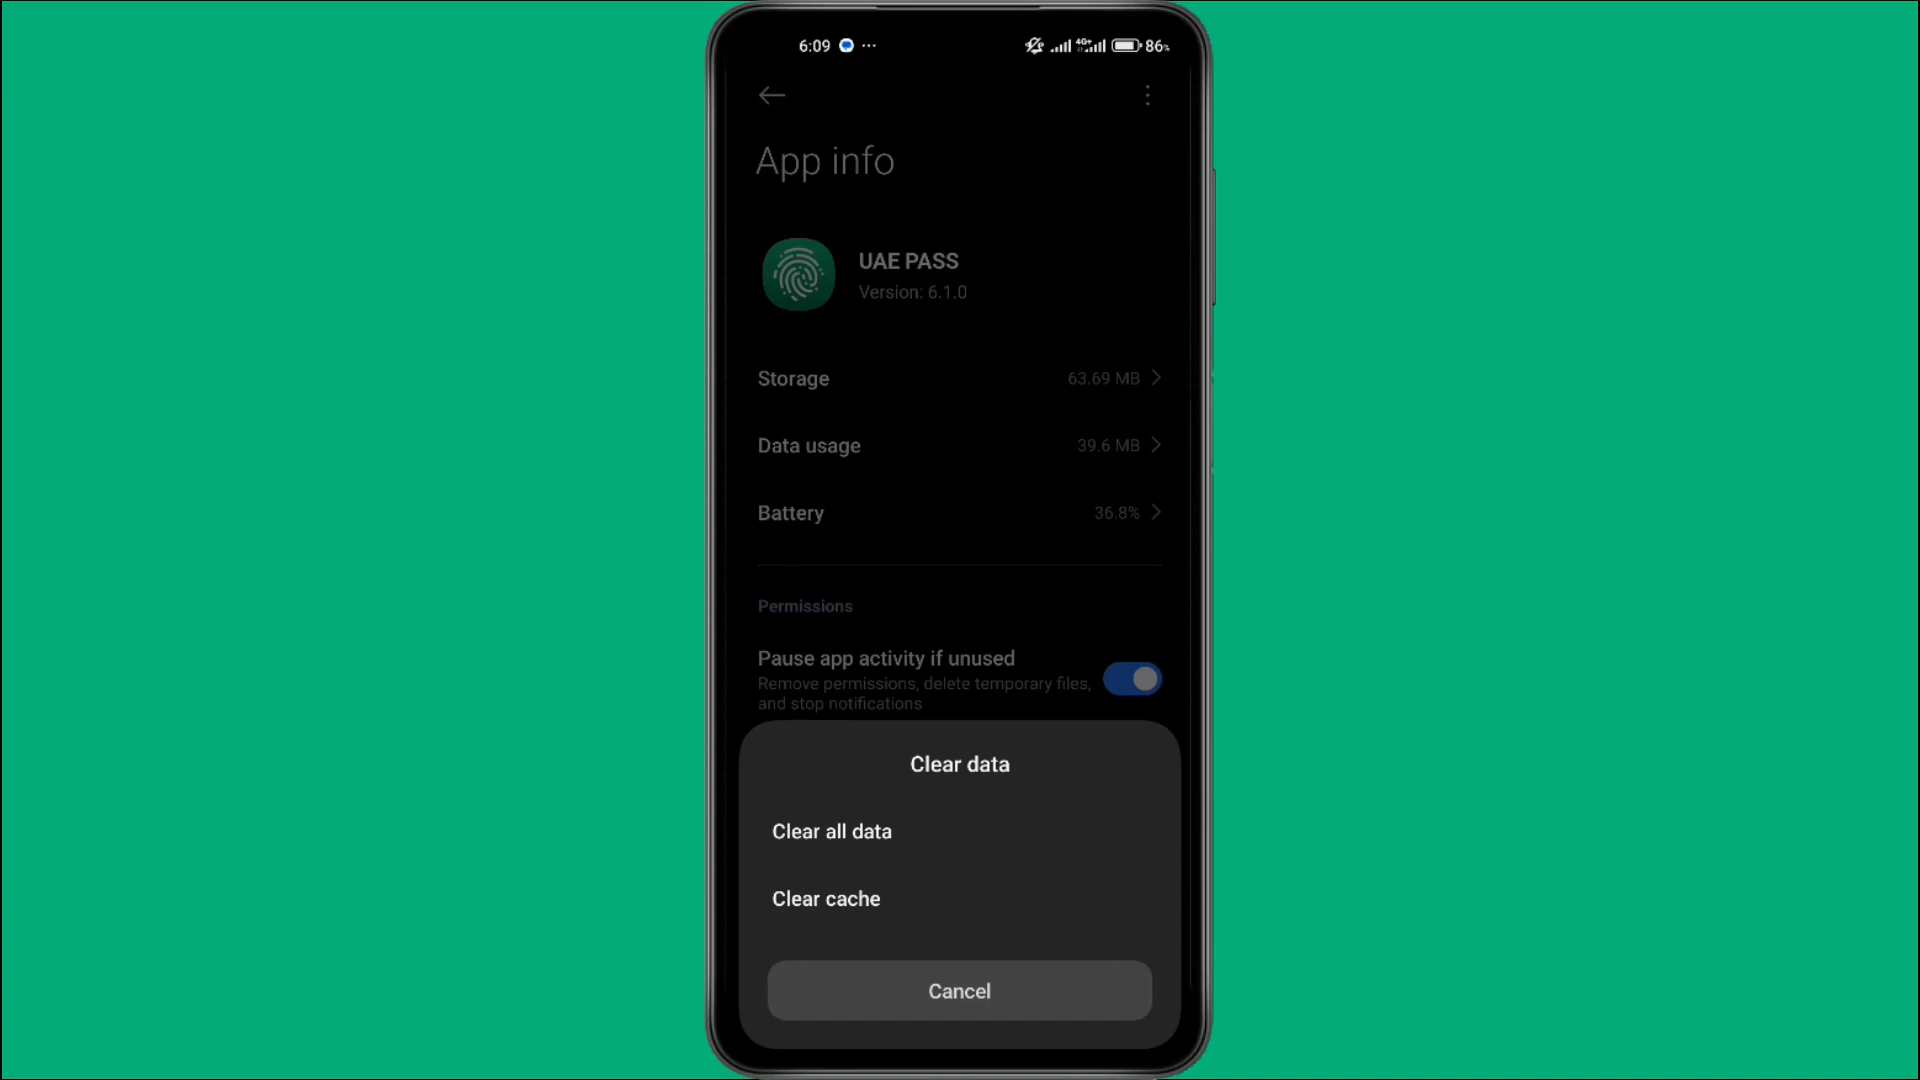 6:09 ··· 4G+ 86%
App info
UAE PASS
Version: 6.1.0
Storage 63.69 MB
Data usage 39.6 MB
Battery 36.8%
Permissions
Pause app activity if unused
Remove permissions, delete temporary files,
and stop notifications
Clear data
Clear all data
Clear cache
Cancel